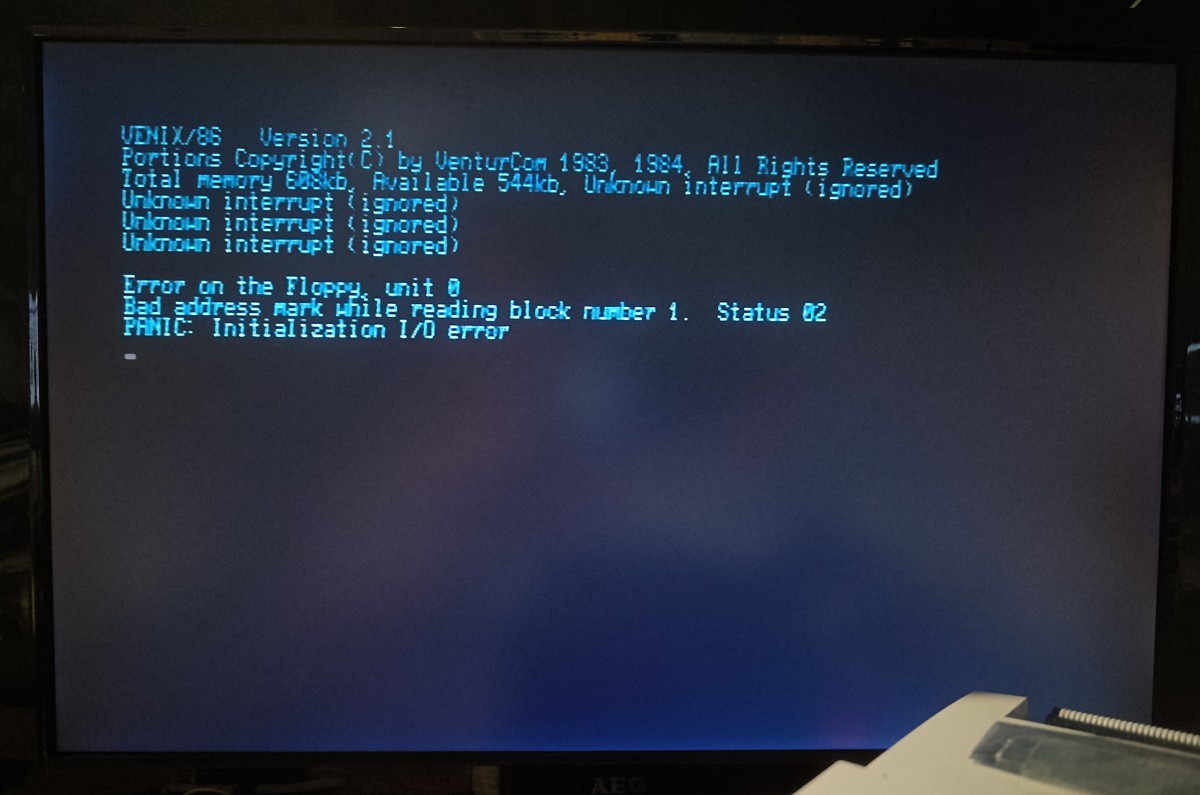 VENIX/86   Version 2.1
Portions Copyright(C) by VenturCom 1983, 1984, All Rights Reserved
Total memory 608kb, Available 544kb, Unknown interrupt (ignored)
Unknown interrupt (ignored)
Unknown interrupt (ignored)
Unknown interrupt (ignored)
Error on the Floppy, unit 0
Bad address mark while reading block number 1.  Status 02
PANIC: Initialization I/O error
AEG